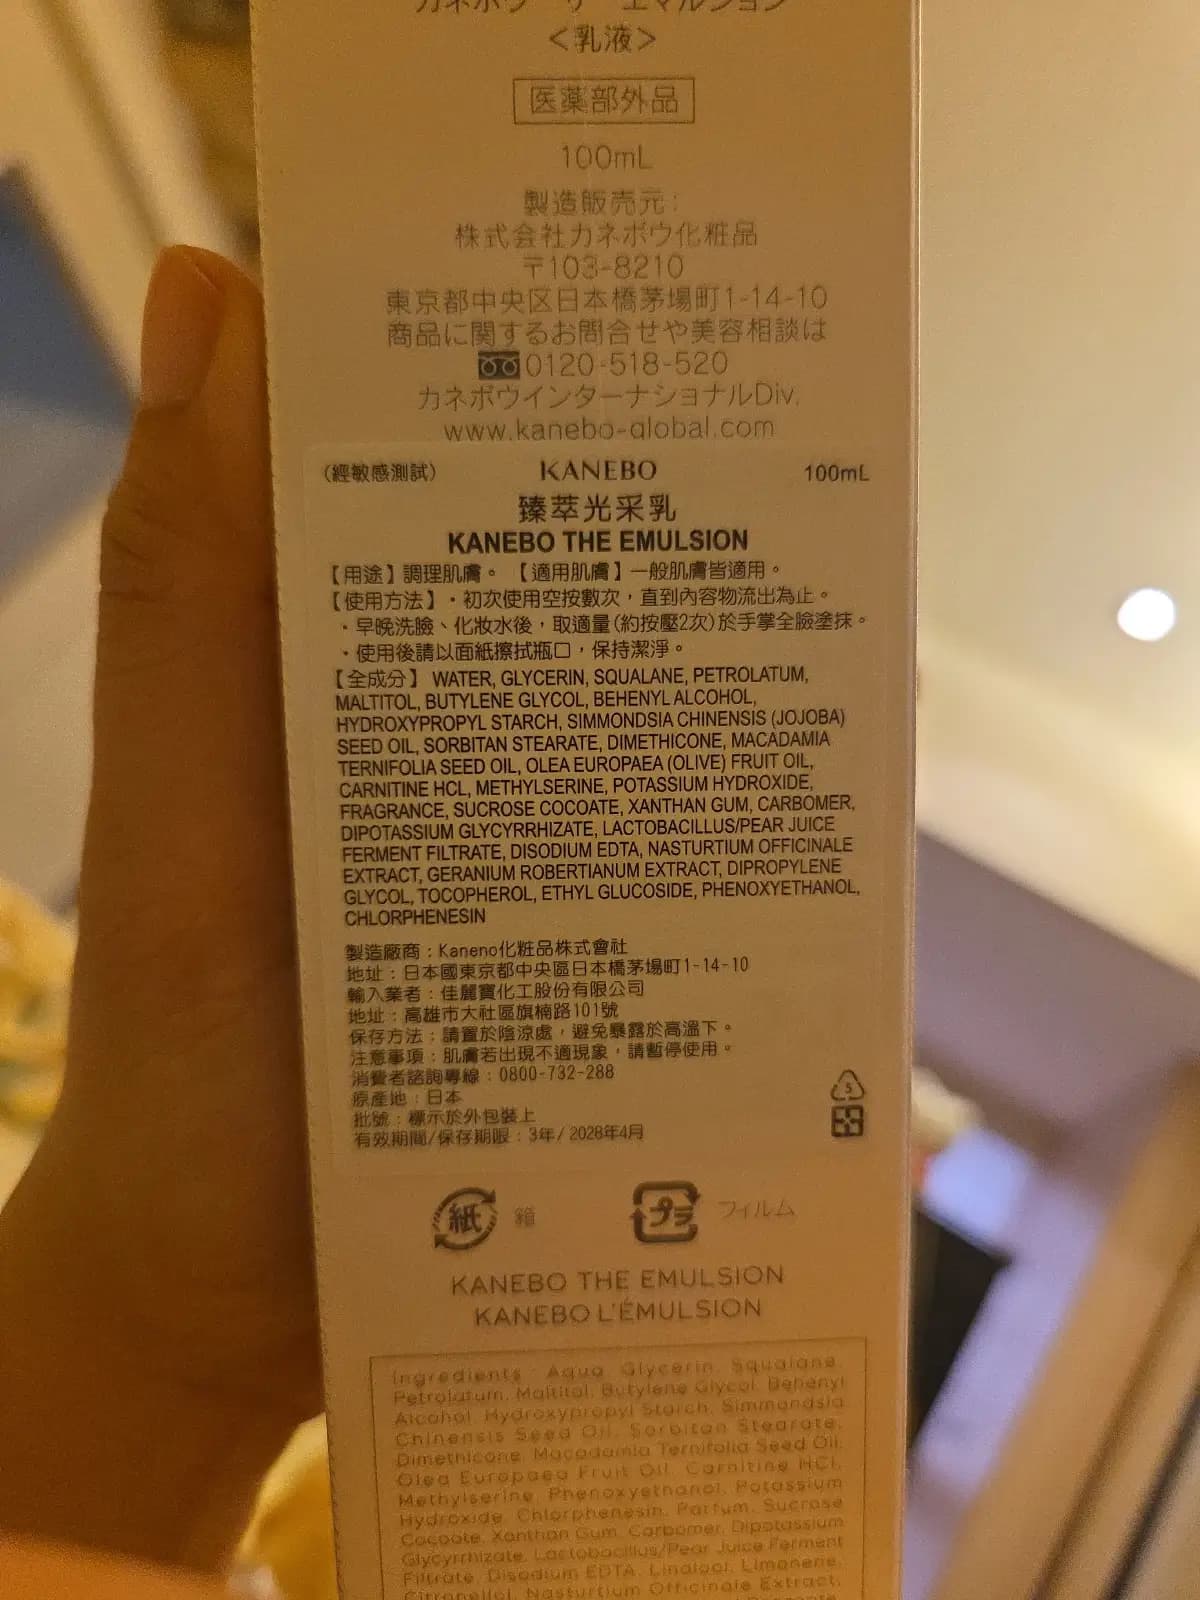 カネボウ ザ エマルジョン
<乳液>
医薬部外品
100mL
製造販売元:
株式会社カネボウ化粧品
〒103-8210
東京都中央区日本橋茅場町1-14-10
商品に関するお問合せや美容相談は
0120-518-520
カネボウインターナショナルDiv.
www.kanebo-global.com
(經敏感測試) KANEBO 100mL
臻萃光采乳
KANEBO THE EMULSION
【用途】調理肌膚。【適用肌膚】一般肌膚皆適用。
【使用方法】・初次使用空按數次,直到內容物流出為止。
・早晚洗臉、化妝水後,取適量(約按壓2次)於手掌全臉塗抹。
・使用後請以面紙擦拭瓶口,保持潔淨。
【全成分】 WATER, GLYCERIN, SQUALANE, PETROLATUM,
MALTITOL, BUTYLENE GLYCOL, BEHENYL ALCOHOL,
HYDROXYPROPYL STARCH, SIMMONDSIA CHINENSIS (JOJOBA)
SEED OIL, SORBITAN STEARATE, DIMETHICONE, MACADAMIA
TERNIFOLIA SEED OIL, OLEA EUROPAEA (OLIVE) FRUIT OIL,
CARNITINE HCL, METHYLSERINE, POTASSIUM HYDROXIDE,
FRAGRANCE, SUCROSE COCOATE, XANTHAN GUM, CARBOMER,
DIPOTASSIUM GLYCYRRHIZATE, LACTOBACILLUS/PEAR JUICE
FERMENT FILTRATE, DISODIUM EDTA, NASTURTIUM OFFICINALE
EXTRACT, GERANIUM ROBERTIANUM EXTRACT, DIPROPYLENE
GLYCOL, TOCOPHEROL, ETHYL GLUCOSIDE, PHENOXYETHANOL,
CHLORPHENESIN
製造廠商:Kaneno化粧品株式會社
地址:日本國東京都中央區日本橋茅場町1-14-10
輸入業者:佳麗寶化工股份有限公司
地址:高雄市大社區旗楠路101號
保存方法:請置於陰涼處,避免暴露於高溫下。
注意事項:肌膚若出現不適現象,請暫停使用。
消費者諮詢專線:0800-732-288
原產地:日本
批號:標示於外包裝上
有效期間/保存期限:3年/ 2028年4月
5
紙 箱 プラ フィルム
KANEBO THE EMULSION
KANEBO L'ÉMULSION
Ingredients: Aqua, Glycerin, Squalane,
Petrolatum, Maltitol, Butylene Glycol, Behenyl
Alcohol, Hydroxypropyl Starch, Simmondsia
Chinensis Seed Oil, Sorbitan Stearate,
Dimethicone, Macadamia Ternifolia Seed Oil,
Olea Europaea Fruit Oil, Carnitine HCl,
Methylserine, Phenoxyethanol, Potassium
Hydroxide, Chlorphenesin, Parfum, Sucrose
Cocoate, Xanthan Gum, Carbomer, Dipotassium
Glycyrrhizate, Lactobacillus/Pear Juice Ferment
Filtrate, Disodium EDTA, Linalool, Limonene,
Citronellol, Nasturtium Officinale Extract,